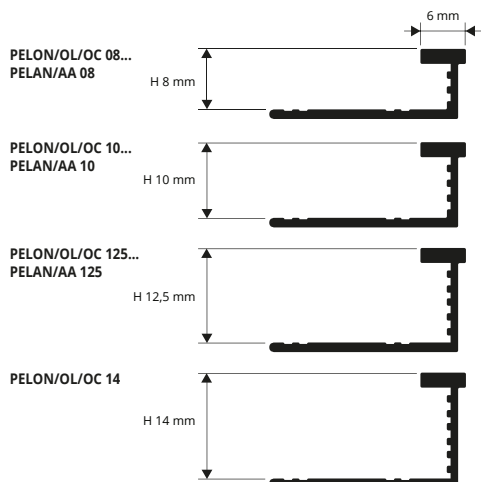 6 mm
PELON/OL/OC 08...
PELAN/AA 08
H 8 mm
PELON/OL/OC 10...
PELAN/AA 10
H 10 mm
PELON/OL/OC 125...
PELAN/AA 125
H 12,5 mm
PELON/OL/OC 14
H 14 mm